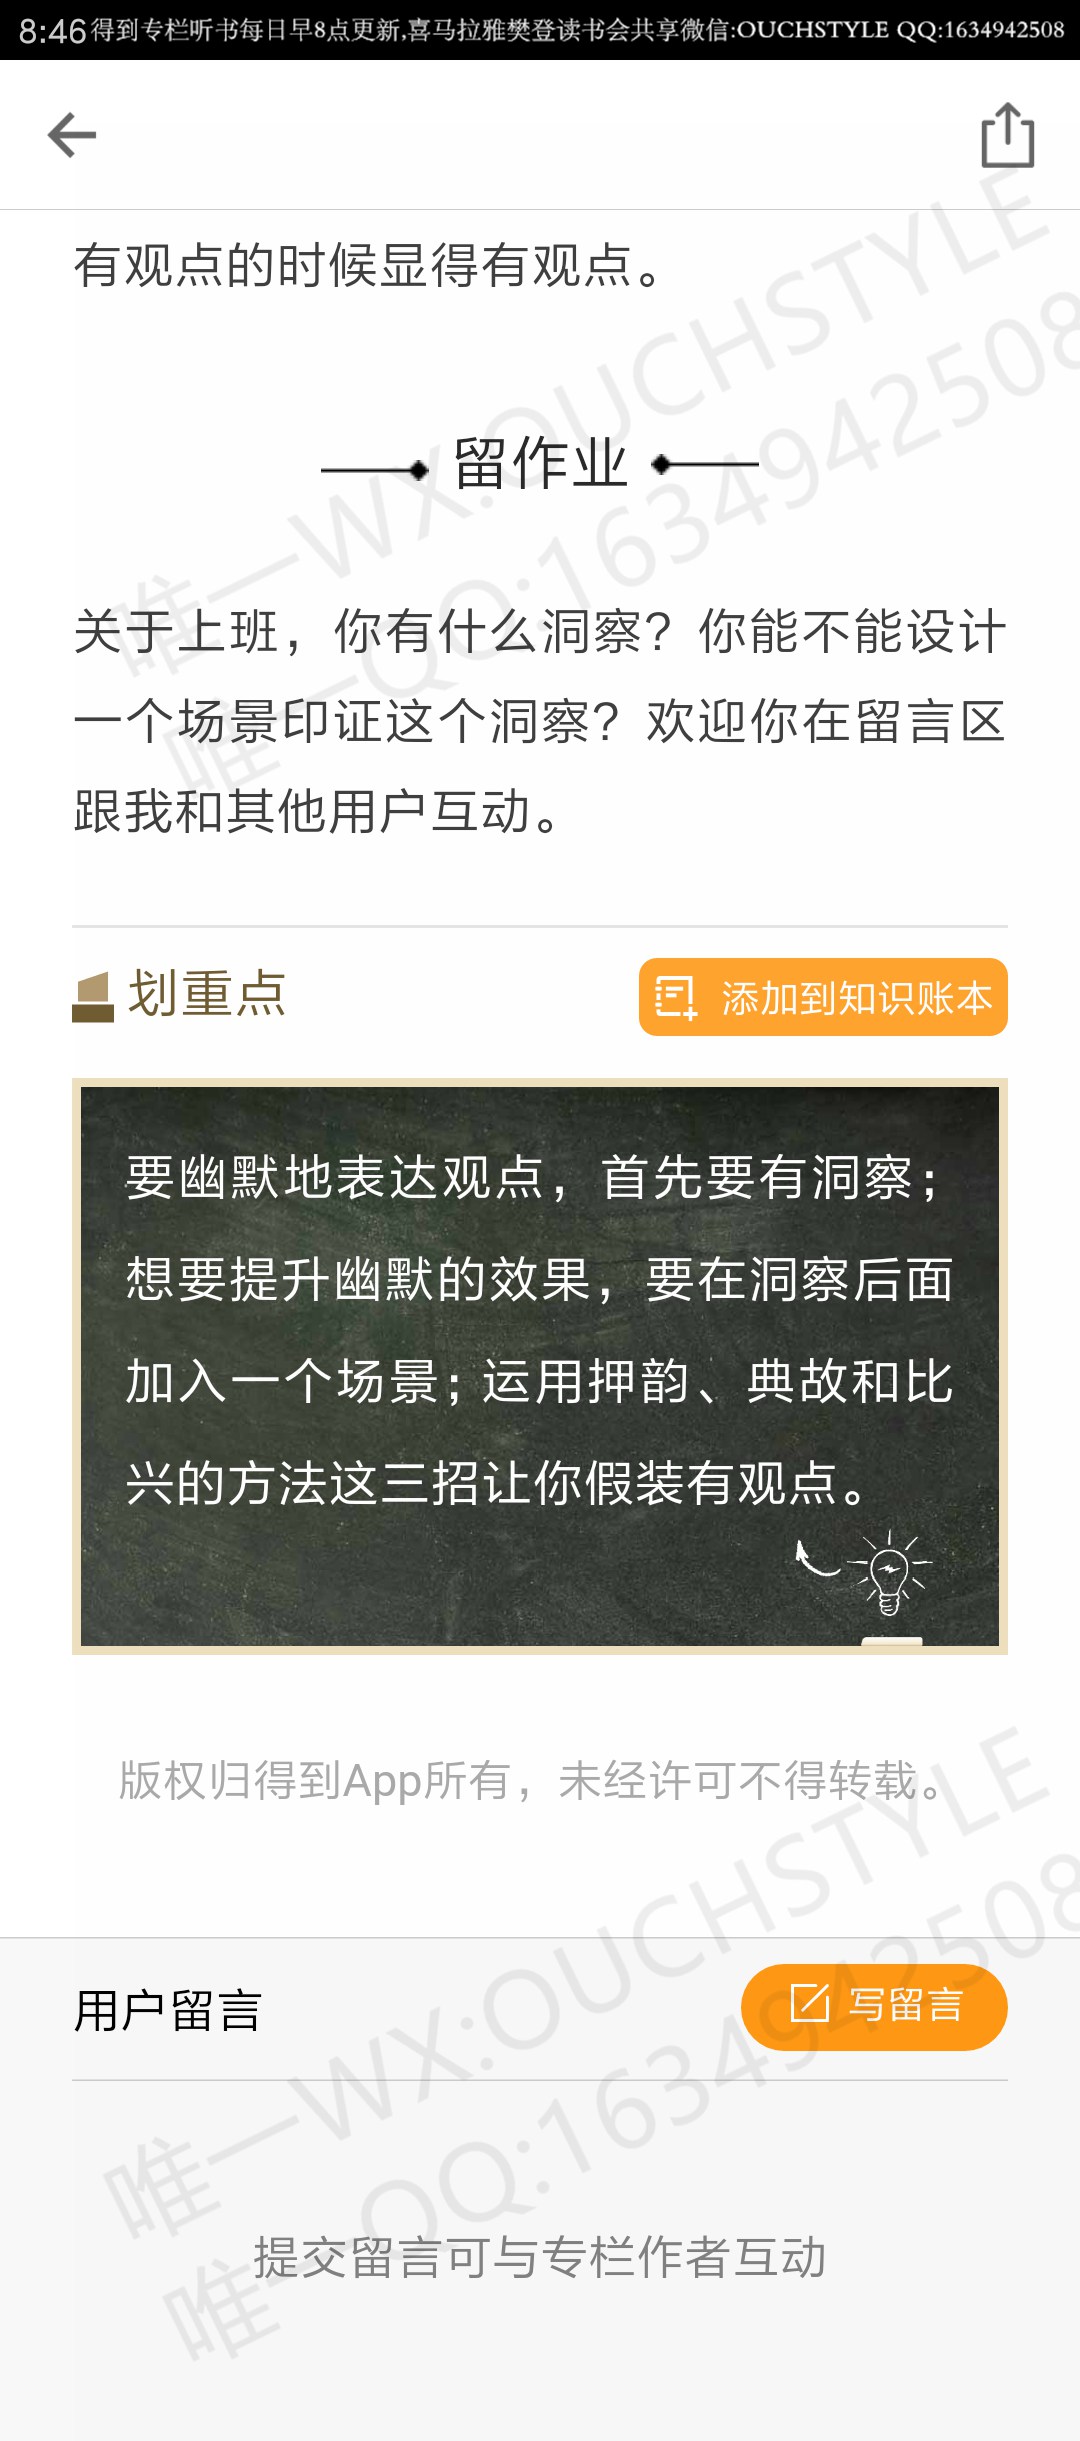 8:46得到专栏听书每日早8点更新,喜马拉雅樊登读书会共享微信:OUCHSTYLE QQ:1634942508
有观点的时候显得有观点。
留作业
关于上班，你有什么洞察？你能不能设计
一个场景印证这个洞察？欢迎你在留言区
跟我和其他用户互动。
唯一WX:OUCHSTYLE
唯一QQ:1634942508
划重点
添加到知识账本
要幽默地表达观点，首先要有洞察；
想要提升幽默的效果，要在洞察后面
加入一个场景；运用押韵、典故和比
兴的方法这三招让你假装有观点。
版权归得到App所有，未经许可不得转载。
用户留言
写留言
唯一WX:OUCHSTYLE
唯一QQ:1634942508
提交留言可与专栏作者互动